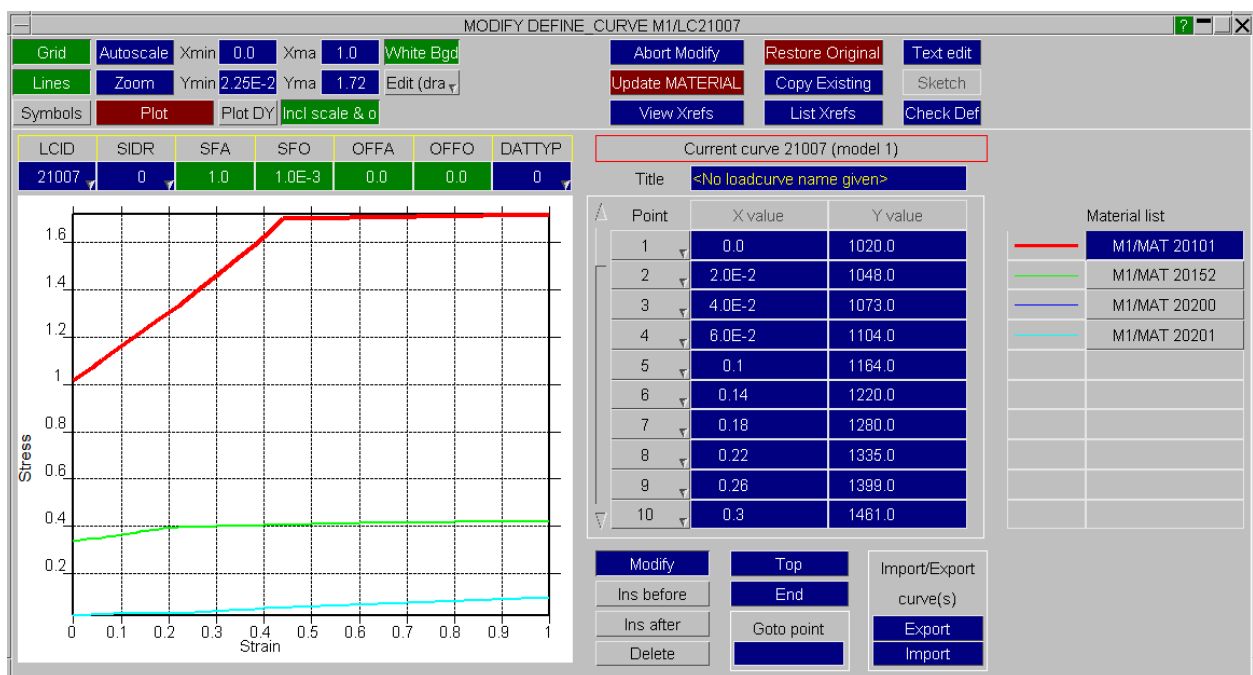 MODIFY DEFINE_CURVE M1/LC21007
?
Grid Autoscale Xmin 0.0 Xma 1.0 White Bgd Abort Modify Restore Original Text edit
Lines Zoom Ymin 2.25E-2 Yma 1.72 Edit (dra Update MATERIAL Copy Existing Sketch
Symbols Plot Plot DY Incl scale & o View Xrefs List Xrefs Check Def
LCID SIDR SFA SFO OFFA OFFO DATTYP
21007 0 1.0 1.0E-3 0.0 0.0 0
Current curve 21007 (model 1)
Title <No loadcurve name given>
Point X value Y value
1 0.0 1020.0
2 2.0E-2 1048.0
3 4.0E-2 1073.0
4 6.0E-2 1104.0
5 0.1 1164.0
6 0.14 1220.0
7 0.18 1280.0
8 0.22 1335.0
9 0.26 1399.0
10 0.3 1461.0
Material list
M1/MAT 20101
M1/MAT 20152
M1/MAT 20200
M1/MAT 20201
1.6
1.4
1.2
1
0.8
0.6
0.4
0.2
Stress
0 0.1 0.2 0.3 0.4 0.5 0.6 0.7 0.8 0.9 1
Strain
Modify Top Import/Export
Ins before End curve(s)
Ins after Goto point Export
Delete Import